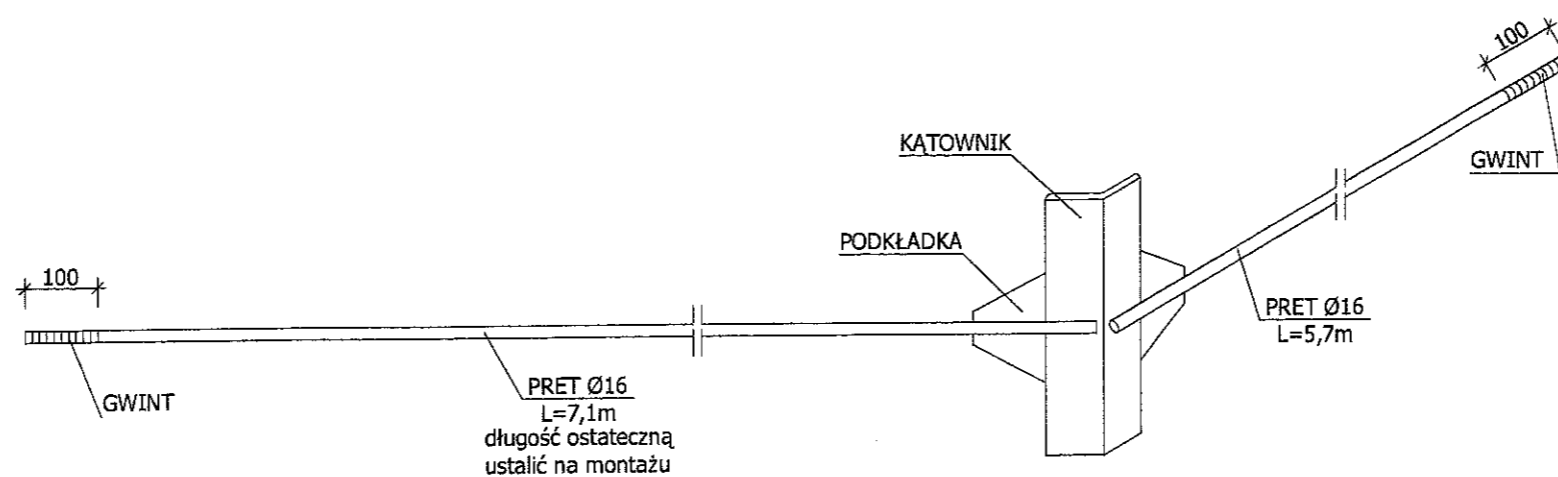 100
GWINT
KĄTOWNIK
PODKŁADKA
100
PRET Ø16
L=5,7m
GWINT
PRET Ø16
L=7,1m
długość ostateczną
ustalić na montażu